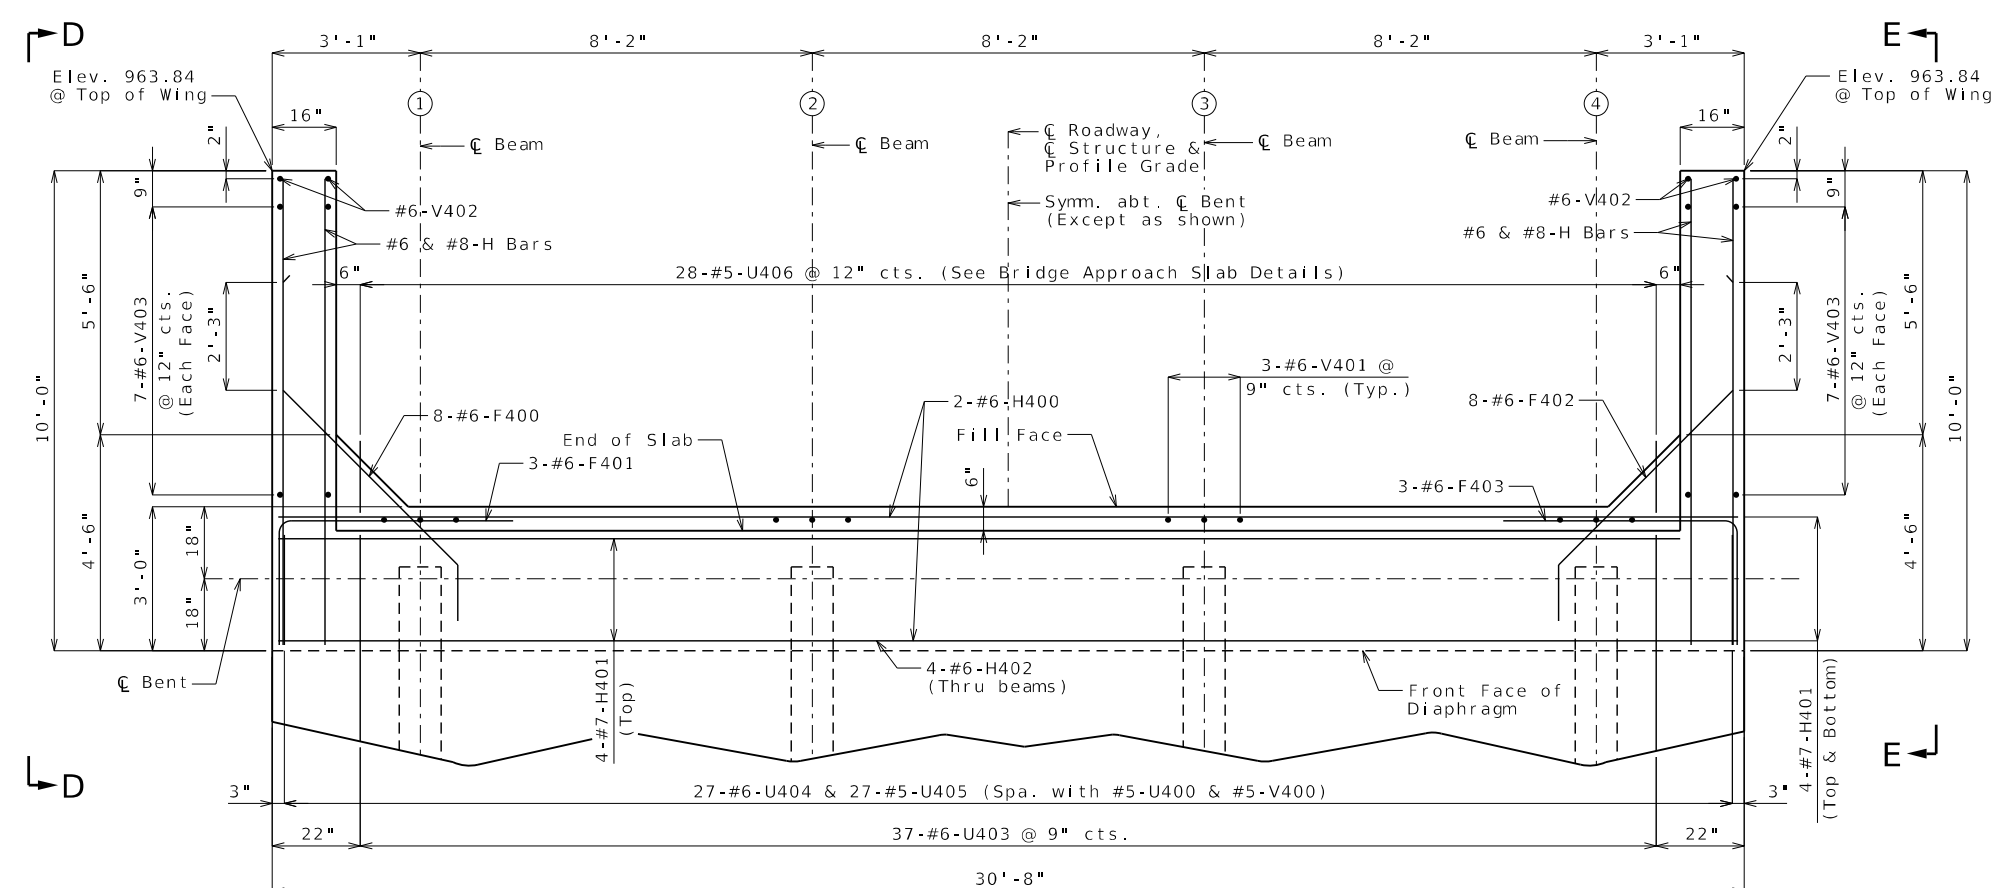 D
3'-1"
8'-2"
8'-2"
8'-2"
3'-1"
E
Elev. 963.84
@ Top of Wing
Elev. 963.84
@ Top of Wing
1
2
3
4
16"
16"
2"
2"
℄ Beam
℄ Beam
℄ Roadway,
℄ Structure &
Profile Grade
℄ Beam
℄ Beam
9"
9"
#6-V402
#6 & #8-H Bars
Symm. abt. ℄ Bent
(Except as shown)
#6-V402
#6 & #8-H Bars
6"
28-#5-U406 @ 12" cts. (See Bridge Approach Slab Details)
6"
10'-0"
5'-6"
7-#6-V403
@ 12" cts.
(Each Face)
2'-3"
2'-3"
7-#6-V403
@ 12" cts.
(Each Face)
5'-6"
10'-0"
3-#6-V401 @
9" cts. (Typ.)
8-#6-F400
2-#6-H400
8-#6-F402
End of Slab
Fill Face
3-#6-F401
6"
3-#6-F403
4'-6"
3'-0"
18"
18"
4'-6"
℄ Bent
4-#7-H401
(Top)
4-#6-H402
(Thru beams)
Front Face of
Diaphragm
4-#7-H401
(Top & Bottom)
D
E
3"
27-#6-U404 & 27-#5-U405 (Spa. with #5-U400 & #5-V400)
3"
22"
37-#6-U403 @ 9" cts.
22"
30'-8"